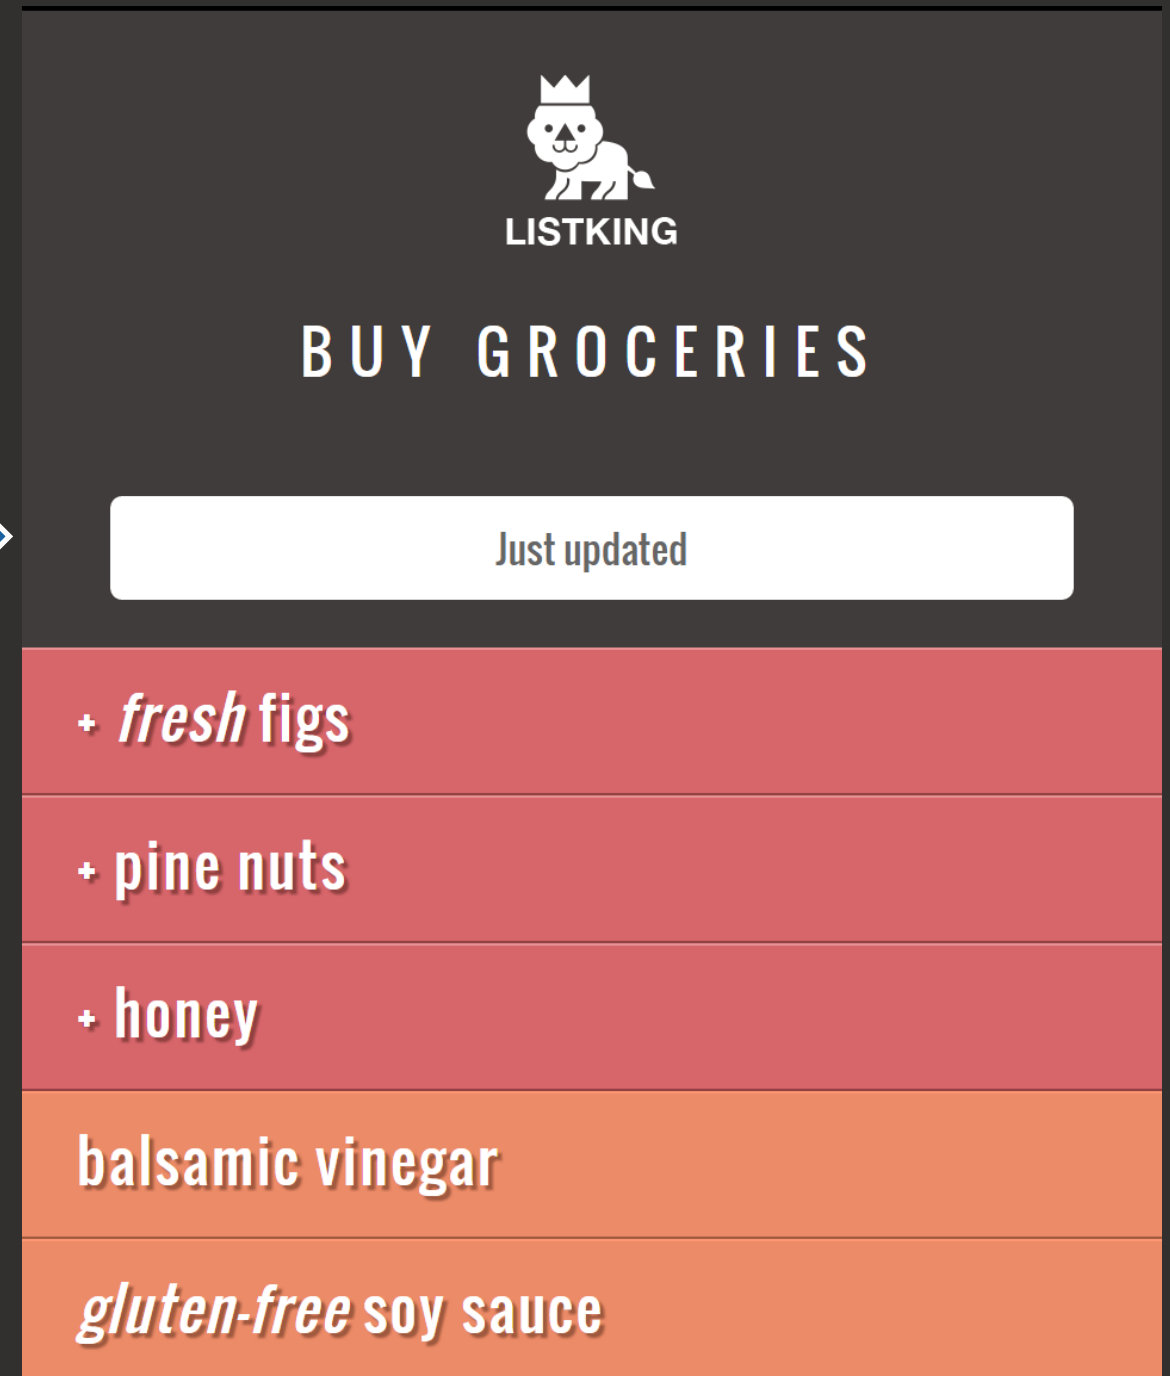 LISTKING
BUY GROCERIES
Just updated
+ fresh figs
+ pine nuts
+ honey
balsamic vinegar
gluten-free soy sauce